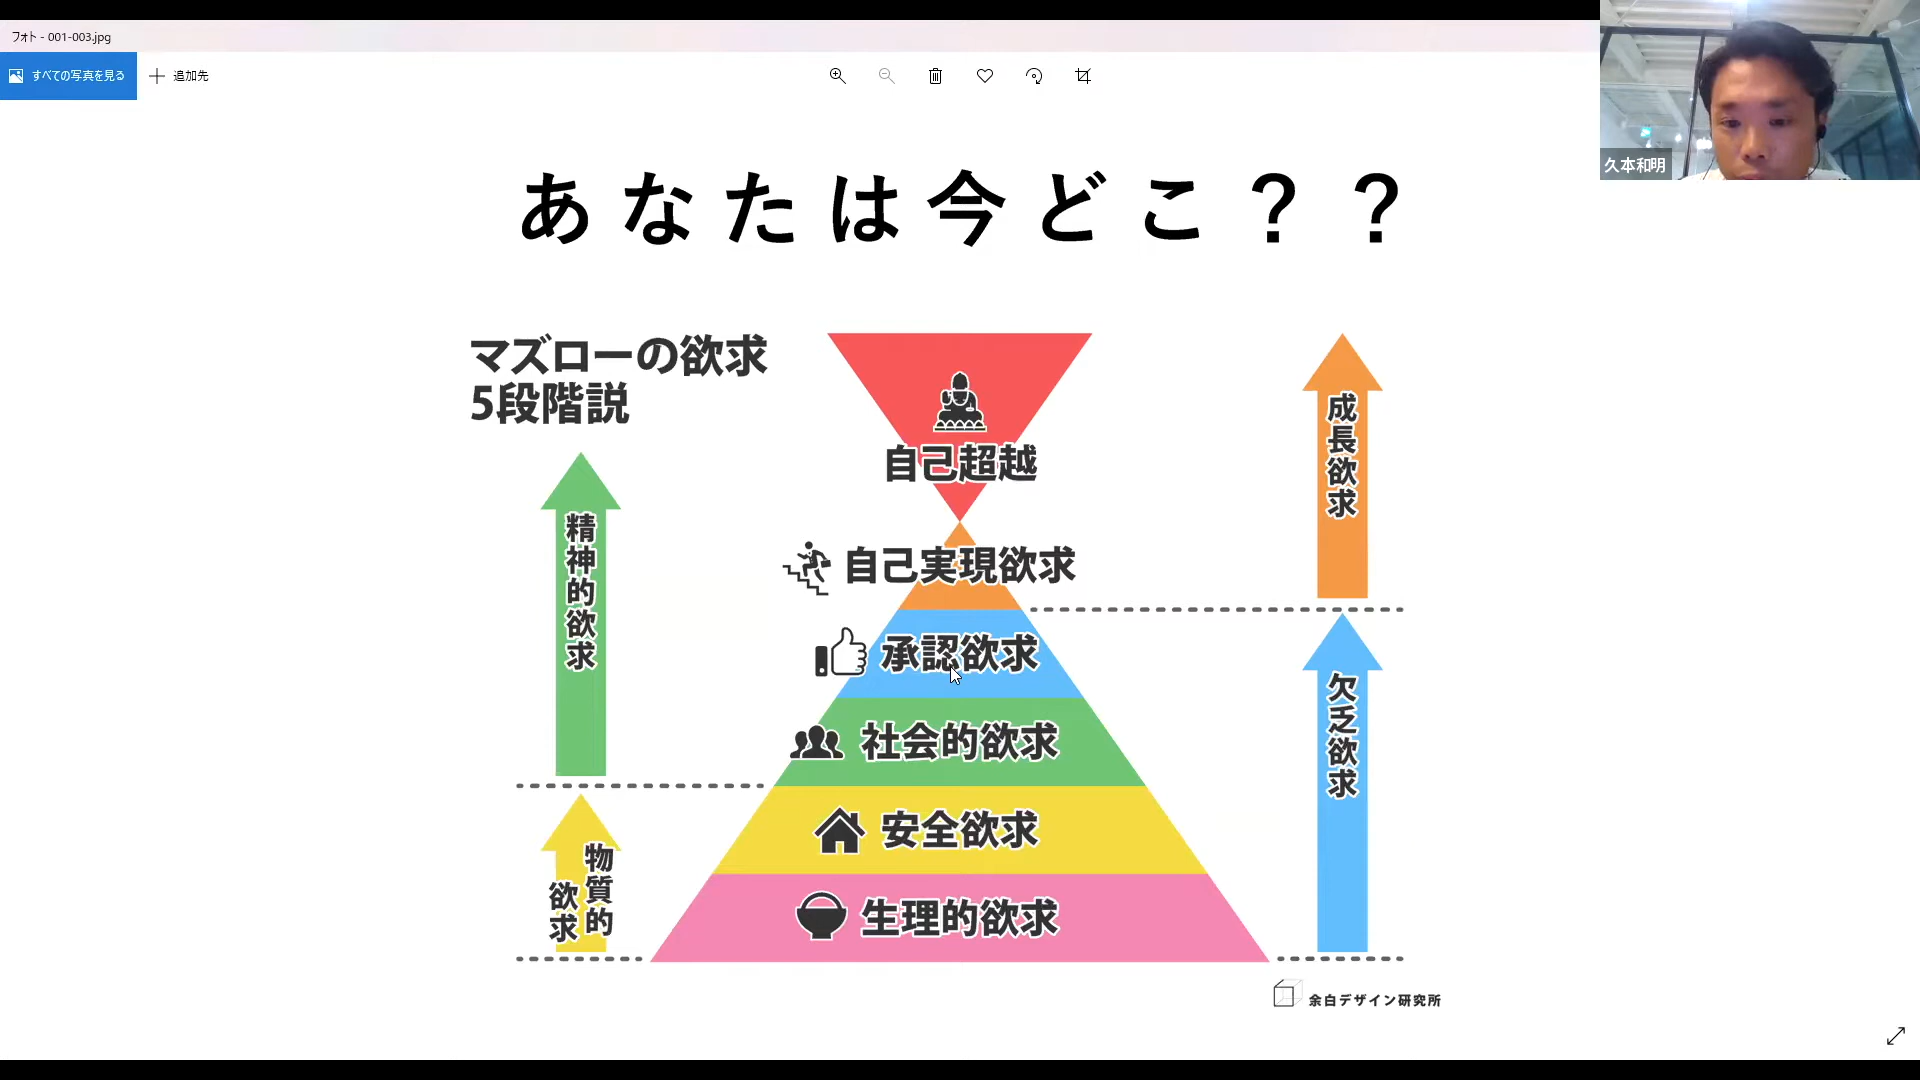 フォト - 001-003.jpg
すべての写真を見る
追加先
久本和明
あなたは今どこ？？
マズローの欲求
5段階説
自己超越
自己実現欲求
承認欲求
社会的欲求
安全欲求
生理的欲求
精神的欲求
物質的
欲求
成長欲求
欠乏欲求
余白デザイン研究所